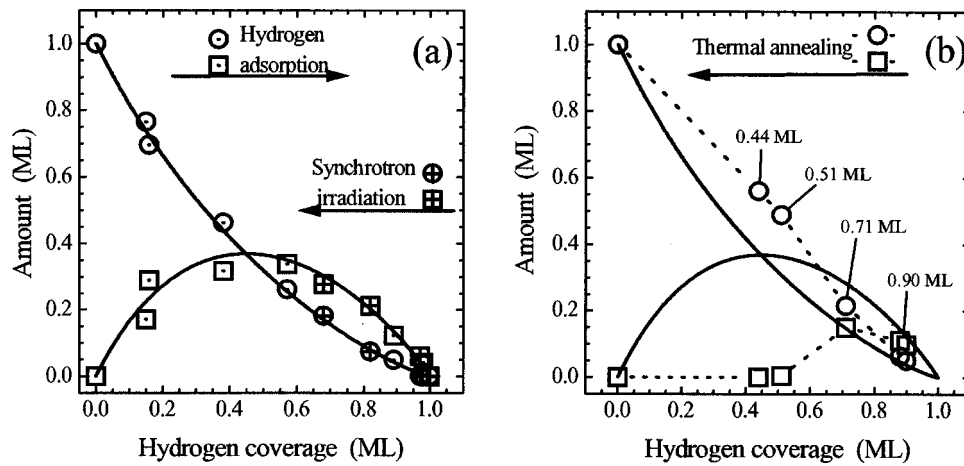 (a)
Hydrogen
adsorption
Synchrotron
irradiation
1.0
0.8
0.6
0.4
0.2
0.0
Amount (ML)
0.0 0.2 0.4 0.6 0.8 1.0
Hydrogen coverage (ML)
(b)
Thermal annealing
0.44 ML
0.51 ML
0.71 ML
0.90 ML
1.0
0.8
0.6
0.4
0.2
0.0
Amount (ML)
0.0 0.2 0.4 0.6 0.8 1.0
Hydrogen coverage (ML)